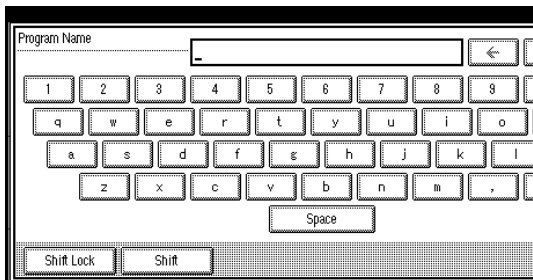 Program Name
_
←
1 2 3 4 5 6 7 8 9
q w e r t y u i o
a s d f g h j k l
z x c v b n m ,
Space
Shift Lock Shift